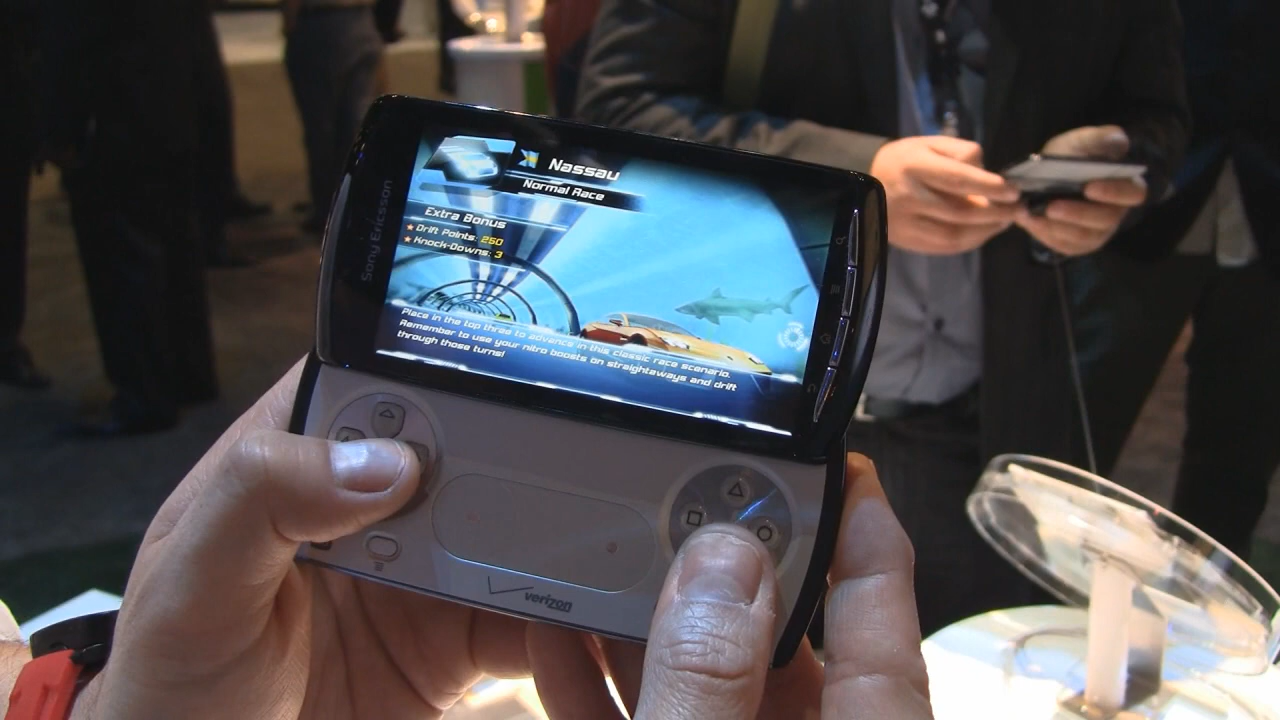 Sony Ericsson
Nassau
Normal Race
Extra Bonus
Drift Points: 250
Knock-Downs: 3
Place in the top three to advance in this classic race scenario.
Remember to use your nitro boosts on straightaways and drift
through those turns!
verizon